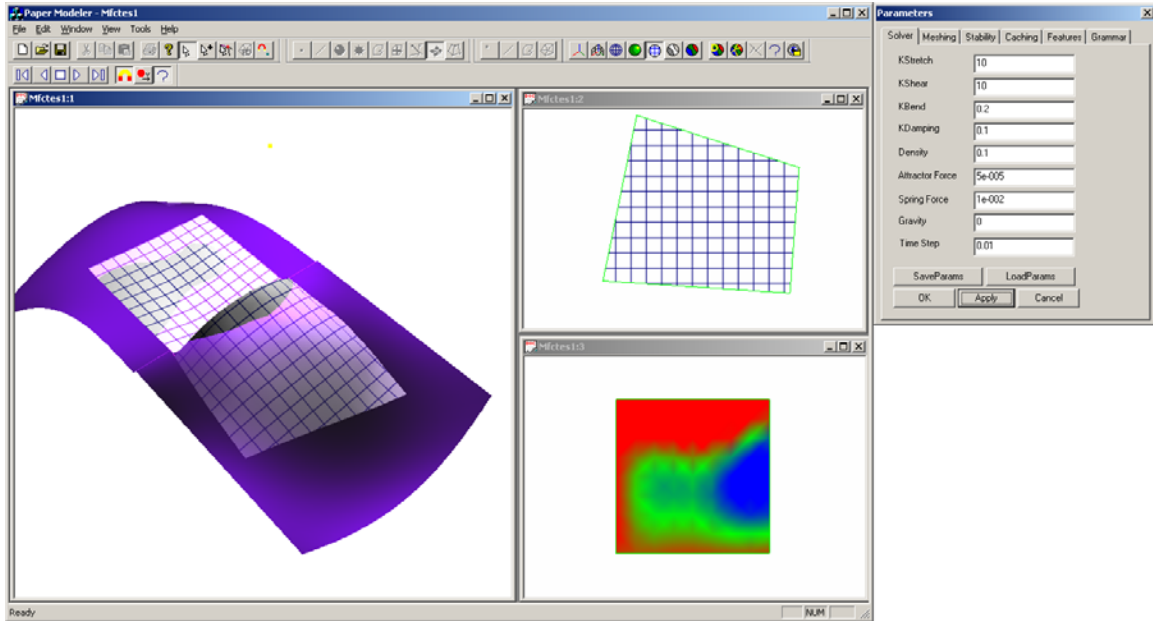 Paper Modeler - Mfctes1
File Edit Window View Tools Help
Mfctes1:1
Mfctes1:2
Mfctes1:3
Ready
NUM
Parameters
Solver Meshing Stability Caching Features Grammar
KStretch 10
KShear 10
KBend 0.2
KDamping 0.1
Density 0.1
Attractor Force 5e-005
Spring Force 1e-002
Gravity 0
Time Step 0.01
SaveParams LoadParams
OK Apply Cancel